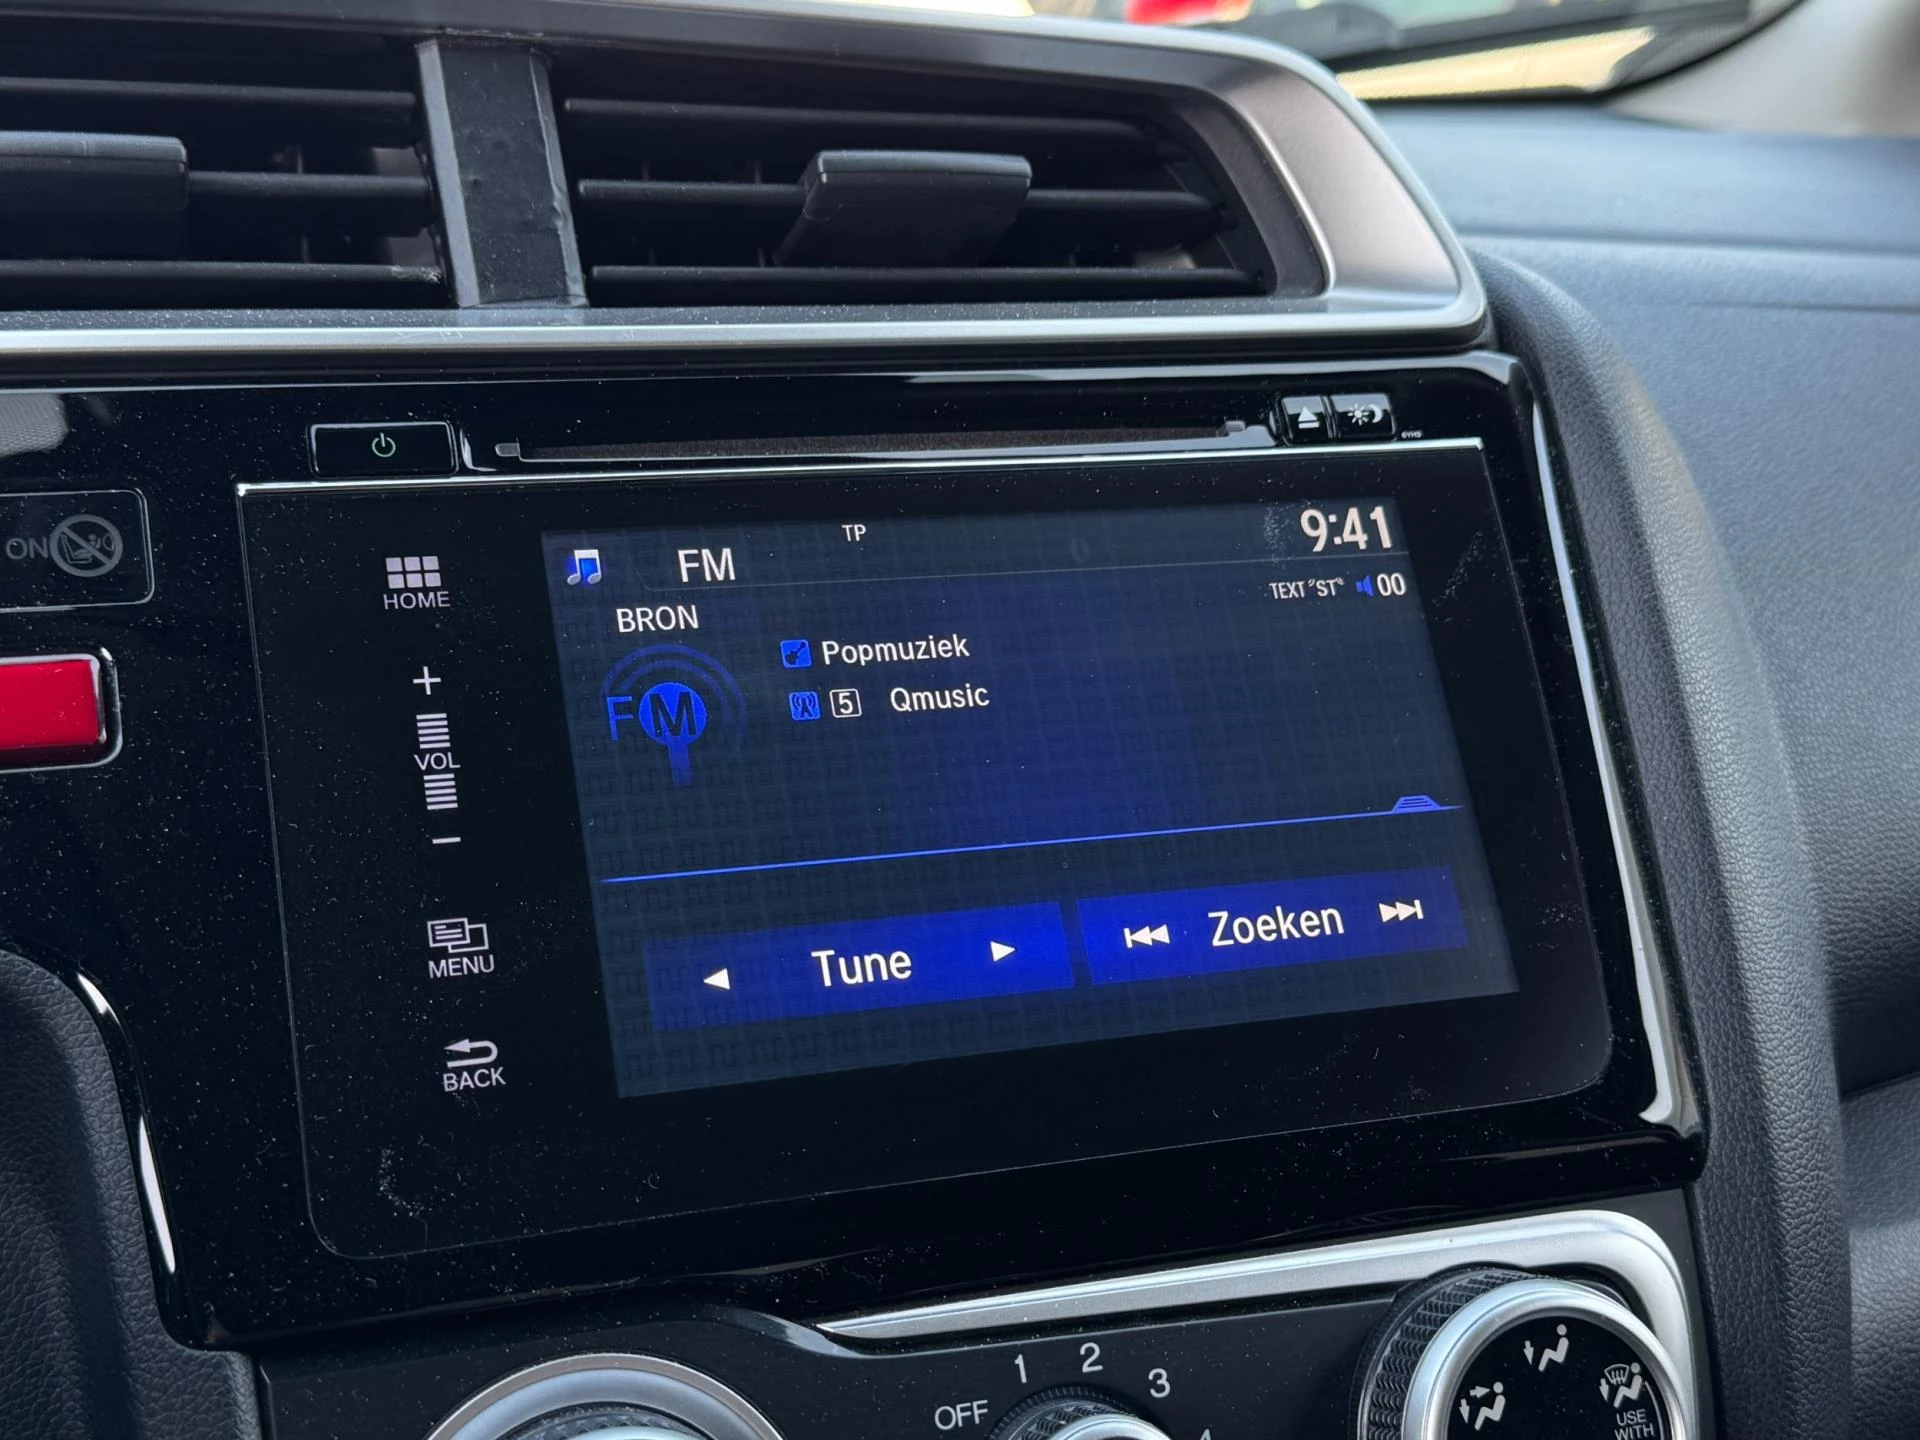 ON
HOME
+
VOL
−
MENU
BACK
FM
TP
9:41
TEXT "ST" 00
BRON
FM
Popmuziek
5 Qmusic
Tune
Zoeken
OFF 1 2 3 4
USE
WITH